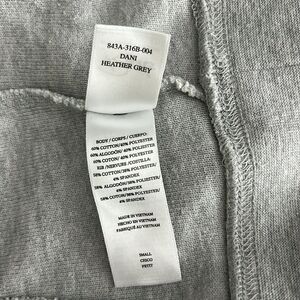 843A-316B-004
DANI
HEATHER GREY
BODY / CORPS / CUERPO:
60% COTTON/40% POLYESTER
60% ALGODÓN/40% POLIESTER
60% COTON/40% POLYESTER
RIB /NERVURE /COSTILLA:
58% COTTON/38% POLYESTER/
4% SPANDEX
58% ALGODÓN/38% POLIESTER/
4% SPANDEX
58% COTON/38% POLYESTER/
4% SPANDEX
MADE IN VIETNAM
HECHO EN VIETNAM
FABRIQUÉ AU VIETNAM
SMALL
CHICO
PETIT